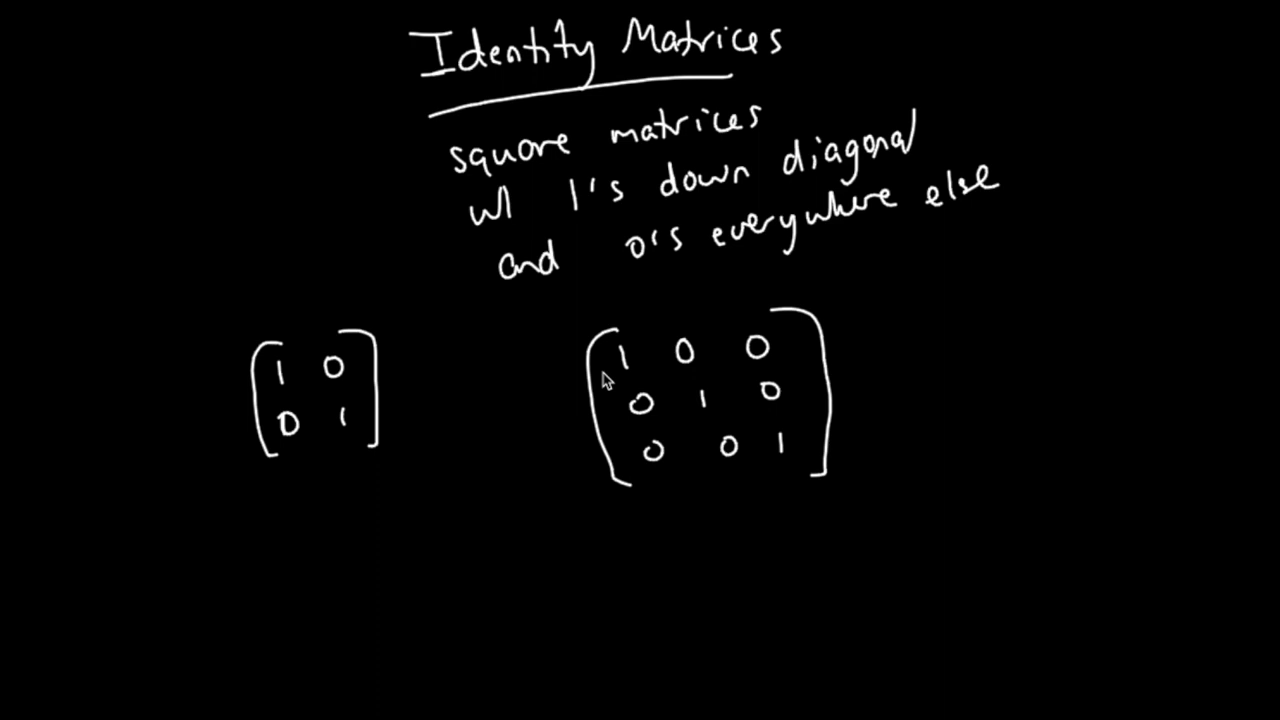 Identity Matrices
square matrices
w/ 1's down diagonal
and 0's everywhere else
1 0
0 1
1 0 0
0 1 0
0 0 1